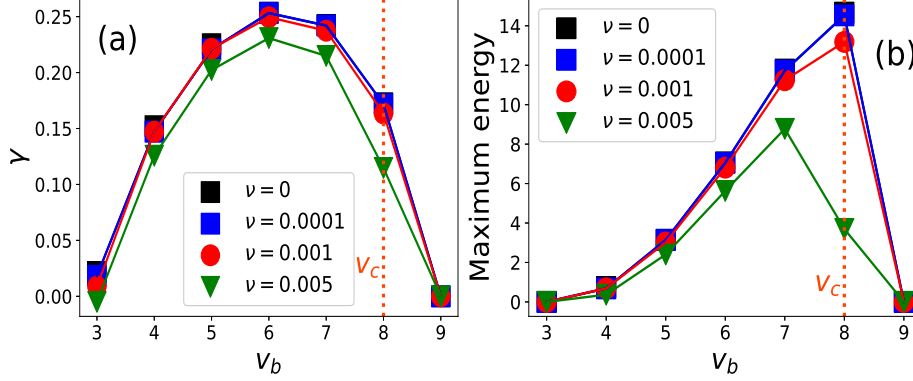 (a)
γ
0.25
0.20
0.15
0.10
0.05
0.00
ν = 0
ν = 0.0001
ν = 0.001
ν = 0.005
v_c
3 4 5 6 7 8 9
v_b
(b)
Maximum energy
14
12
10
8
6
4
2
0
ν = 0
ν = 0.0001
ν = 0.001
ν = 0.005
v_c
3 4 5 6 7 8 9
v_b